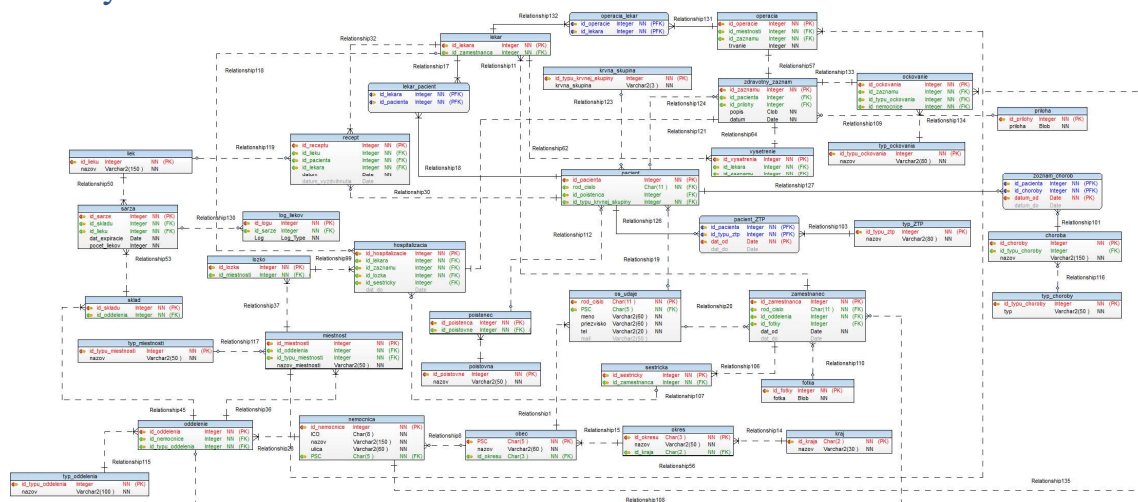 Relationship132
operacia_lekar
id_operacie Integer NN (PFK)
id_lekara Integer NN (PFK)
Relationship131
operacia
id_operacie Integer NN (PK)
id_miestnosti Integer NN (FK)
id_zaznamu Integer NN (FK)
trvanie Integer NN
Relationship32
lekar
id_lekara Integer NN (PK)
id_zamestnanca Integer NN (FK)
Relationship17
Relationship11
Relationship118
Relationship57
krvna_skupina
id_typu_krvnej_skupiny Integer NN (PK)
krvna_skupina Varchar2(3) NN
zdravotny_zaznam
id_zaznamu Integer NN (PK)
id_pacienta Integer NN (FK)
id_prilohy Integer (FK)
popis Clob NN
datum Date NN
Relationship133
ockovanie
id_ockovania Integer NN (PK)
id_zaznamu Integer NN (FK)
id_typu_ockovania Integer NN (FK)
id_nemocnice Integer NN (FK)
lekar_pacient
id_lekara Integer NN (PFK)
id_pacienta Integer NN (PFK)
Relationship123
Relationship124
Relationship134
Relationship109
priloha
id_prilohy Integer NN (PK)
priloha Blob NN
Relationship121
Relationship64
recept
id_receptu Integer NN (PK)
id_lieku Integer NN (FK)
id_pacienta Integer NN (FK)
id_lekara Integer NN (FK)
datum_vyzdvihnutia Date
Relationship119
liek
id_lieku Integer NN (PK)
nazov Varchar2(150) NN
Relationship62
vysetrenie
id_vysetrenia Integer NN (PK)
id_lekara Integer NN (FK)
typ_ockovania
id_typu_ockovania Integer NN (PK)
nazov Varchar2(80) NN
Relationship18
pacient
id_pacienta Integer NN (PK)
rod_cislo Char(11) NN (FK)
id_poistenca Integer (FK)
id_typu_krvnej_skupiny Integer NN (FK)
Relationship127
zoznam_chorob
id_pacienta Integer NN (PFK)
id_choroby Integer NN (PFK)
datum_od Date NN (PK)
Relationship50
Relationship30
sarza
id_sarze Integer NN (PK)
id_skladu Integer NN (FK)
id_lieku Integer NN (FK)
dat_expiracie Date NN
pocet_liekov Integer NN
Relationship130
log_liekov
id_logu Integer NN (PK)
id_sarze Integer NN (FK)
Log Log_Type NN
Relationship126
pacient_ZTP
id_pacienta Integer NN (PFK)
id_typu_ztp Integer NN (PFK)
dat_od Date NN (PK)
dat_do Date
Relationship103
typ_ZTP
id_typu_ztp Integer NN (PK)
nazov Varchar2(80) NN
Relationship101
choroba
id_choroby Integer NN (PK)
id_typu_choroby Integer NN (FK)
nazov Varchar2(150) NN
Relationship112
hospitalizacia
id_hospitalizacie Integer NN (PK)
id_lekara Integer NN (FK)
id_zaznamu Integer NN (FK)
id_lozka Integer NN (FK)
id_sestricky Integer NN (FK)
dat_do Date
Relationship53
lozko
id_lozka Integer NN (PK)
id_miestnosti Integer NN (FK)
Relationship99
Relationship19
Relationship116
typ_choroby
id_typu_choroby Integer NN (PK)
typ Varchar2(50) NN
sklad
id_skladu Integer NN (PK)
id_oddelenia Integer NN (FK)
Relationship37
os_udaje
rod_cislo Char(11) NN (PK)
PSC Char(5) NN (FK)
meno Varchar2(60) NN
priezvisko Varchar2(60) NN
tel Varchar2(20) NN
mail Varchar2(50)
Relationship20
zamestnanec
id_zamestnanca Integer NN (PK)
rod_cislo Char(11) NN (FK)
id_oddelenia Integer NN (FK)
id_fotky Integer (FK)
dat_od Date NN
dat_do Date
poistenec
id_poistenca Integer NN (PK)
id_poistovne Integer NN (FK)
typ_miestnosti
id_typu_miestnosti Integer NN (PK)
nazov Varchar2(50) NN
Relationship117
miestnost
id_miestnosti Integer NN (PK)
id_oddelenia Integer NN (FK)
id_typu_miestnosti Integer NN (FK)
nazov_miestnosti Varchar2(50) NN
poistovna
id_poistovne Integer NN (PK)
nazov Varchar2(50) NN
sestricka
id_sestricky Integer NN (PK)
id_zamestnanca Integer NN (FK)
Relationship106
Relationship107
Relationship110
fotka
id_fotky Integer NN (PK)
fotka Blob NN
Relationship45
Relationship36
Relationship1
oddelenie
id_oddelenia Integer NN (PK)
id_nemocnice Integer NN (FK)
id_typu_oddelenia Integer NN (FK)
Relationship26
nemocnica
id_nemocnice Integer NN (PK)
ICO Char(8) NN
nazov Varchar2(150) NN
ulica Varchar2(60) NN
PSC Char(5) NN (FK)
Relationship8
obec
PSC Char(5) NN (PK)
nazov Varchar2(60) NN
id_okresu Char(3) NN (FK)
Relationship15
okres
id_okresu Char(3) NN (PK)
nazov Varchar2(50) NN
id_kraja Char(2) NN (FK)
Relationship14
kraj
id_kraja Char(2) NN (PK)
nazov Varchar2(30) NN
Relationship56
Relationship115
typ_oddelenia
id_typu_oddelenia Integer NN (PK)
nazov Varchar2(100) NN
Relationship135
Relationship108